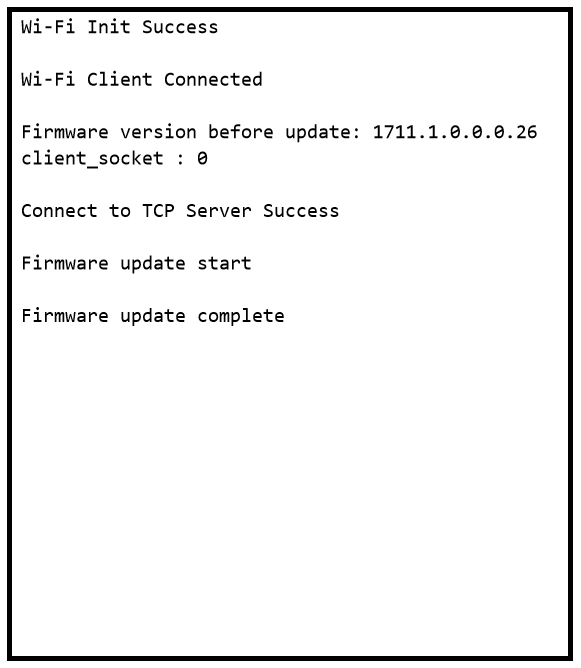 Wi-Fi Init Success
Wi-Fi Client Connected
Firmware version before update: 1711.1.0.0.0.26
client_socket : 0
Connect to TCP Server Success
Firmware update start
Firmware update complete